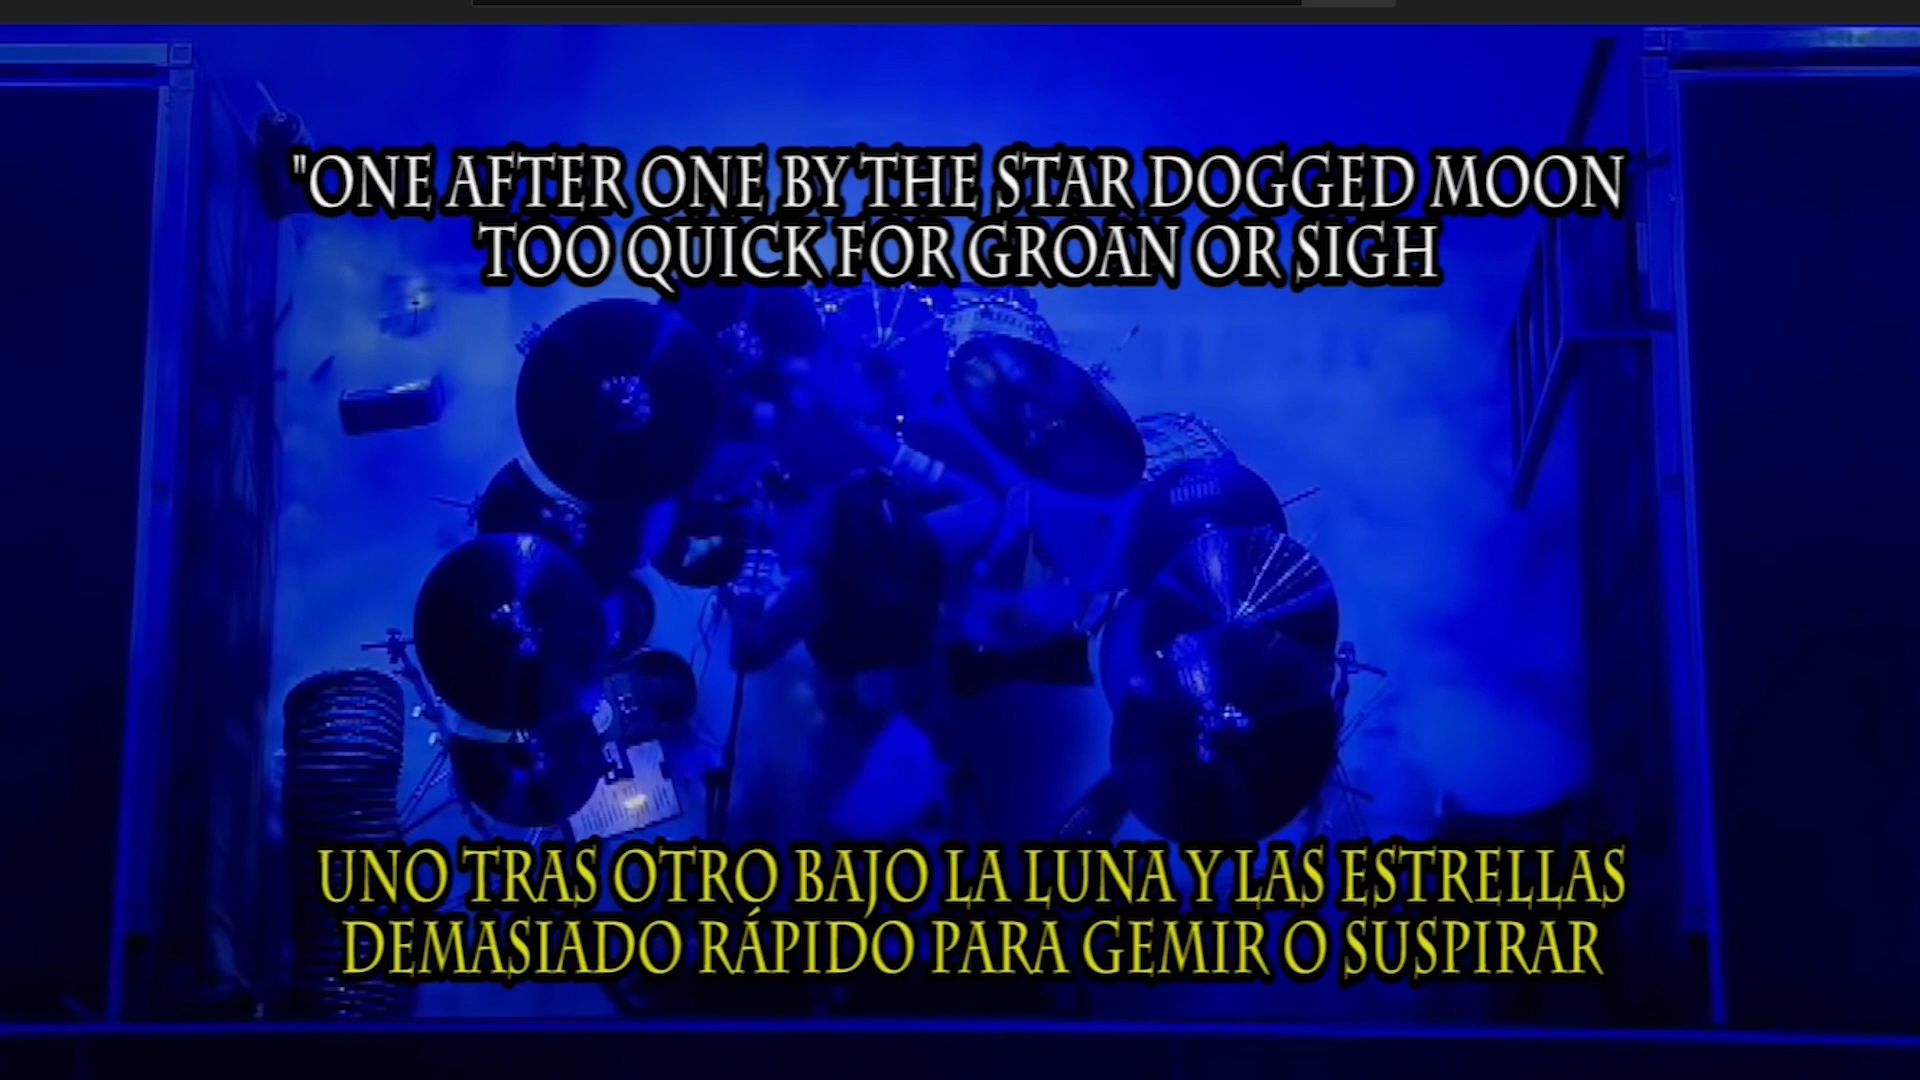 "ONE AFTER ONE BY THE STAR DOGGED MOON
TOO QUICK FOR GROAN OR SIGH
UNO TRAS OTRO BAJO LA LUNA Y LAS ESTRELLAS
DEMASIADO RÁPIDO PARA GEMIR O SUSPIRAR